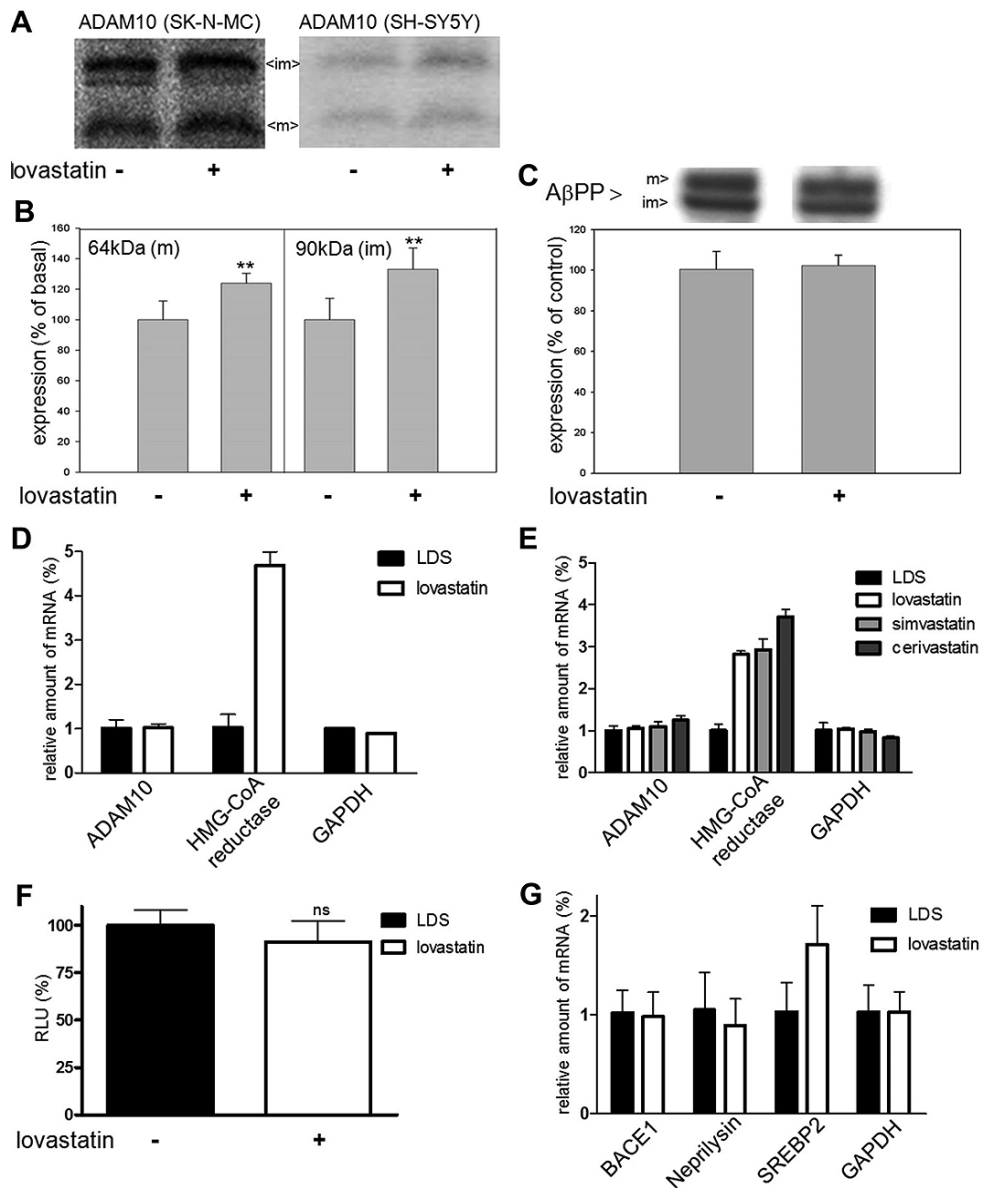 A
ADAM10 (SK-N-MC)
ADAM10 (SH-SY5Y)
<im>
<m>
lovastatin - + - +
B
expression (% of basal)
160
140
120
100
80
60
40
20
0
64kDa (m)
**
90kDa (im)
**
lovastatin - + - +
C
AβPP >
m>
im>
expression (% of control)
120
100
80
60
40
20
0
lovastatin - +
D
relative amount of mRNA (%)
5
4
2
1
0
LDS
lovastatin
ADAM10
HMG-CoA
reductase
GAPDH
E
relative amount of mRNA (%)
5
4
3
2
1
0
LDS
lovastatin
simvastatin
cerivastatin
ADAM10
HMG-CoA
reductase
GAPDH
F
RLU (%)
100
75
50
25
0
ns
LDS
lovastatin
lovastatin - +
G
relative amount of mRNA (%)
2
1
0
LDS
lovastatin
BACE1
Neprilysin
SREBP2
GAPDH